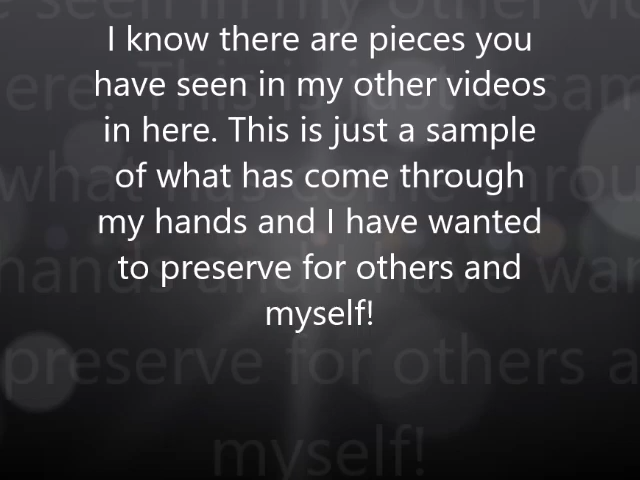 I know there are pieces you
have seen in my other videos
in here. This is just a sample
of what has come through
my hands and I have wanted
to preserve for others and
myself!